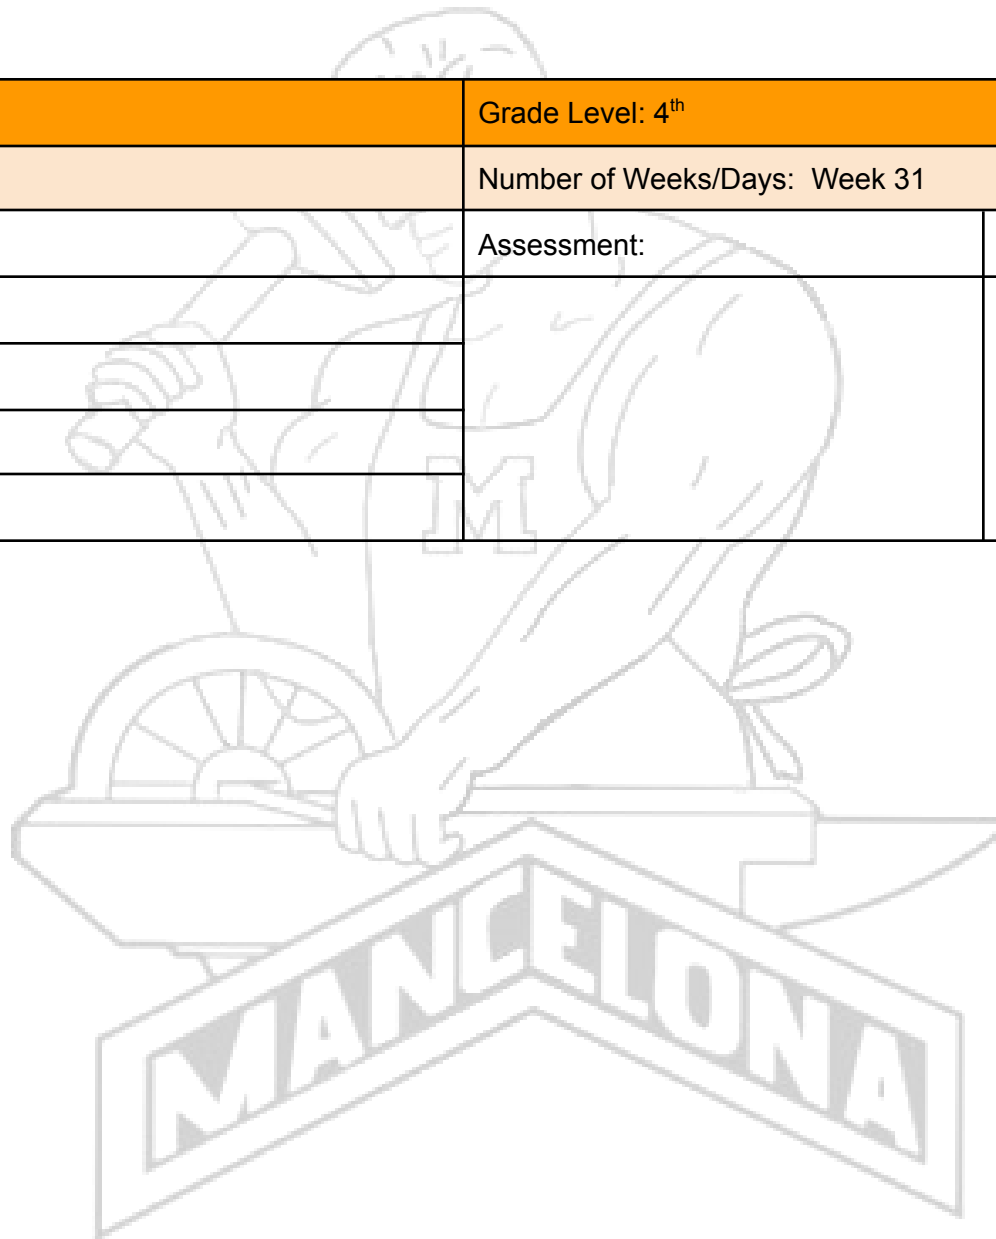 Grade Level: 4th
Number of Weeks/Days: Week 31
Assessment:
M
MANCELONA